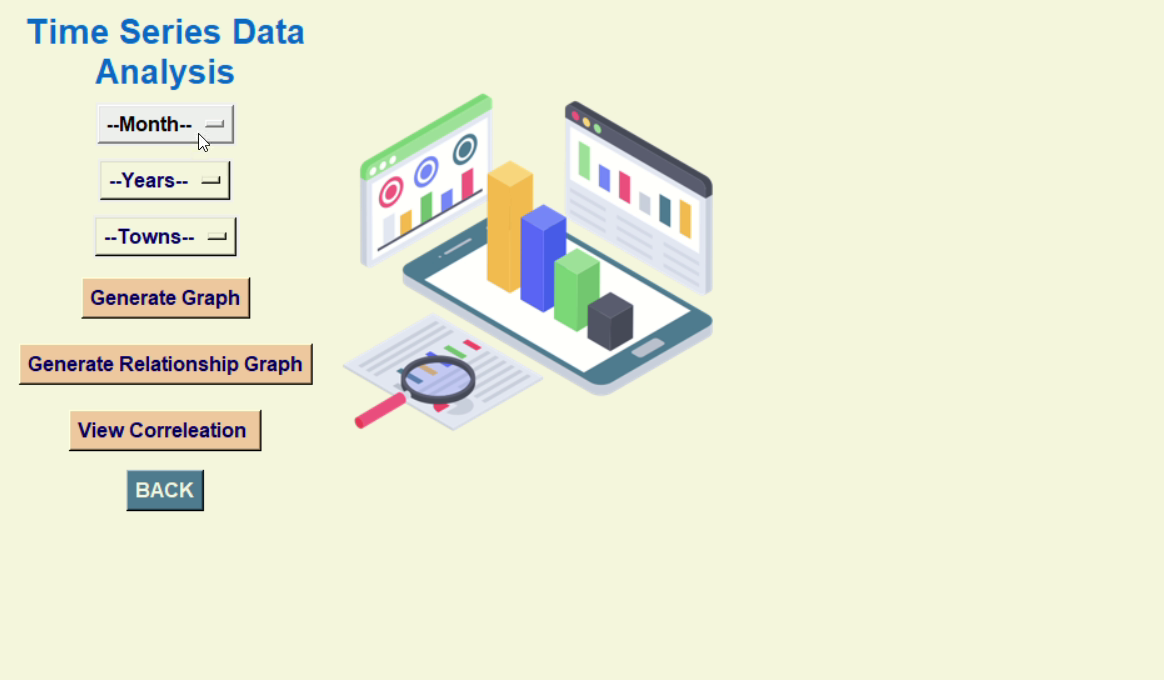 Time Series Data
Analysis
--Month--
--Years--
--Towns--
Generate Graph
Generate Relationship Graph
View Correleation
BACK